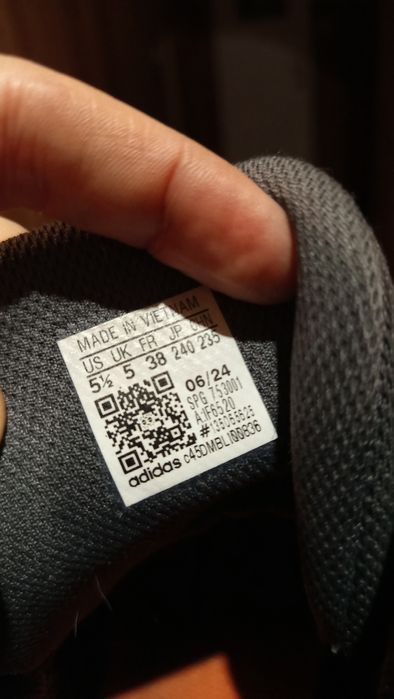 MADE IN VIETNAM
US UK FR JP CHN
5½ 5 38 240 235
06/24
SPG 753001
A:IF6520
adidas